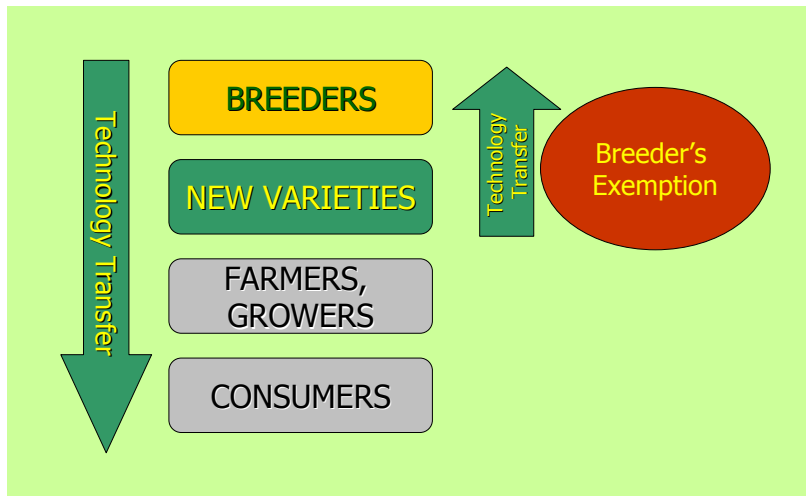 Technology Transfer
BREEDERS
NEW VARIETIES
FARMERS,
GROWERS
CONSUMERS
Technology
Transfer
Breeder’s
Exemption